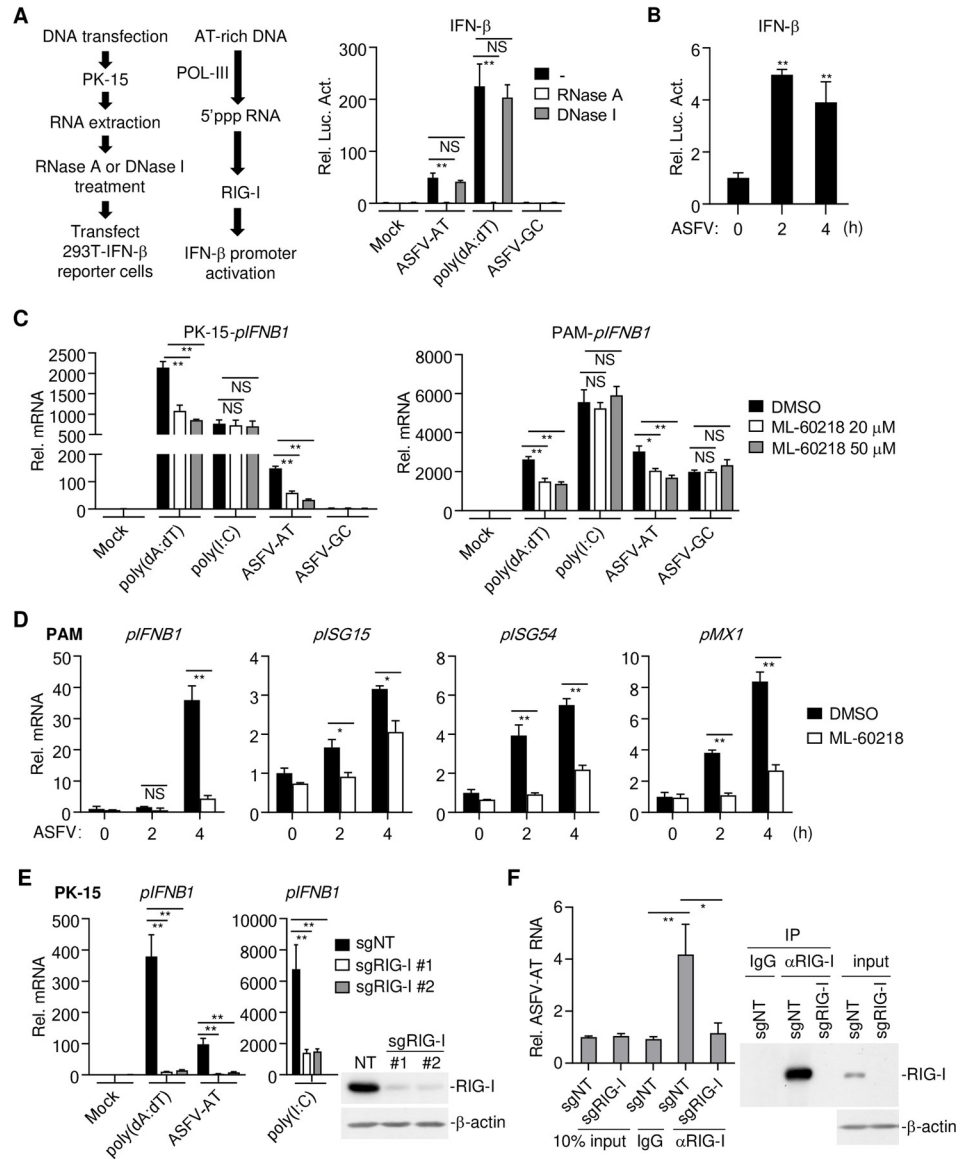 A
DNA transfection
PK-15
RNA extraction
RNase A or DNase I
treatment
Transfect
293T-IFN-β
reporter cells
AT-rich DNA
POL-III
5'ppp RNA
RIG-I
IFN-β promoter
activation
IFN-β
Rel. Luc. Act.
300
200
100
0
NS
**
NS
**
-
RNase A
DNase I
Mock
ASFV-AT
poly(dA:dT)
ASFV-GC
B
IFN-β
Rel. Luc. Act.
6
4
2
0
**
**
ASFV: 0 2 4 (h)
C
PK-15-pIFNB1
Rel. mRNA
2500
2000
1500
1000
500
200
100
0
**
**
NS
NS
**
**
Mock
poly(dA:dT)
poly(I:C)
ASFV-AT
ASFV-GC
PAM-pIFNB1
Rel. mRNA
8000
6000
4000
2000
0
**
**
NS
NS
**
*
NS
NS
DMSO
ML-60218 20 μM
ML-60218 50 μM
Mock
poly(dA:dT)
poly(I:C)
ASFV-AT
ASFV-GC
D PAM
pIFNB1
Rel. mRNA
50
40
30
20
10
0
NS
**
ASFV: 0 2 4
pISG15
4
3
2
1
0
*
*
0 2 4
pISG54
8
6
4
2
0
**
**
0 2 4
pMX1
10
8
6
4
2
0
**
**
0 2 4 (h)
DMSO
ML-60218
E PK-15
pIFNB1
Rel. mRNA
500
400
300
200
100
0
**
**
**
**
Mock
poly(dA:dT)
ASFV-AT
pIFNB1
10000
8000
6000
4000
2000
0
**
**
poly(I:C)
sgNT
sgRIG-I #1
sgRIG-I #2
sgRIG-I
NT #1 #2
-RIG-I
-β-actin
F
Rel. ASFV-AT RNA
6
4
2
0
**
*
sgNT
sgRIG-I
sgNT
sgNT
sgRIG-I
10% input IgG αRIG-I
IP
IgG αRIG-I input
sgNT
sgNT
sgRIG-I
sgNT
sgRIG-I
-RIG-I
-β-actin